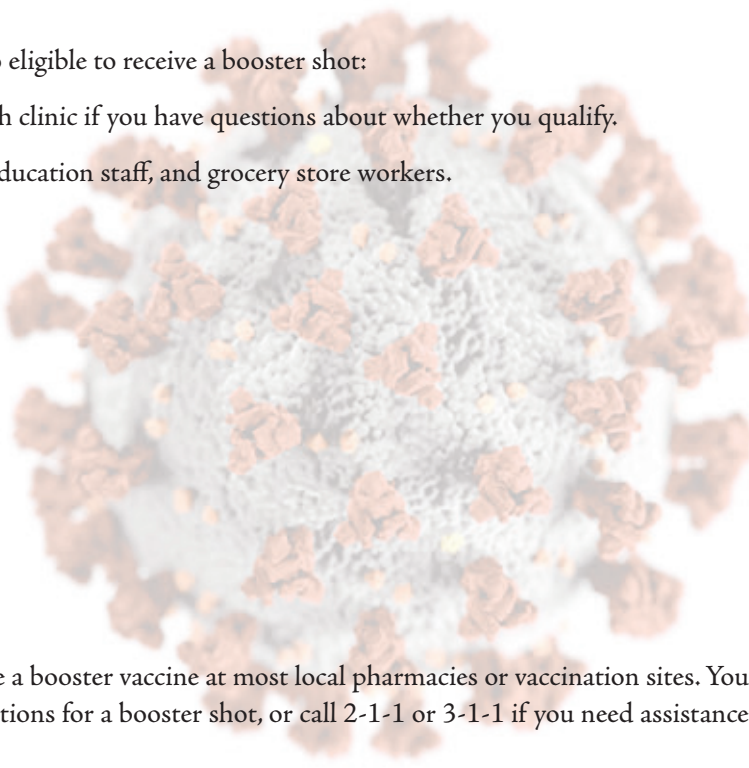 eligible to receive a booster shot:
clinic if you have questions about whether you qualify.
staff, and grocery store workers.
a booster vaccine at most local pharmacies or vaccination sites. You
for a booster shot, or call 2-1-1 or 3-1-1 if you need assistance